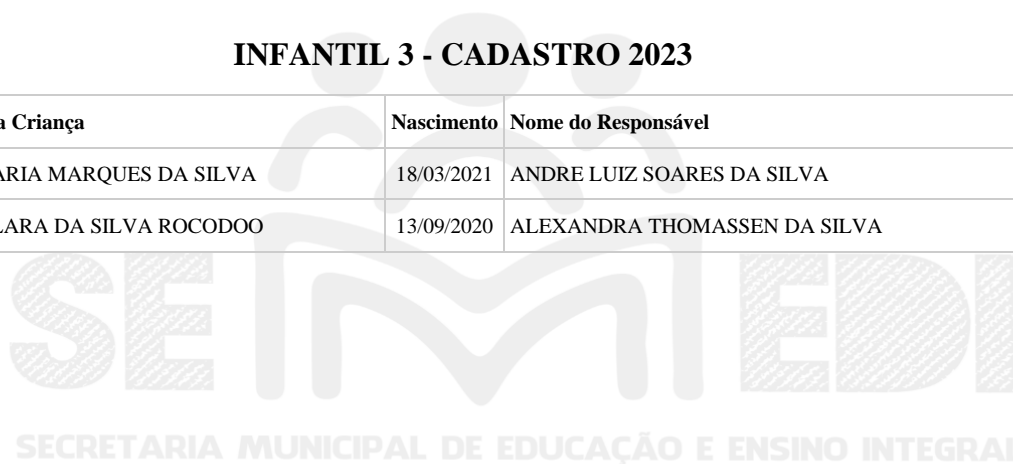 INFANTIL 3 - CADASTRO 2023
a Criança Nascimento Nome do Responsável
ARIA MARQUES DA SILVA 18/03/2021 ANDRE LUIZ SOARES DA SILVA
LARA DA SILVA ROCODOO 13/09/2020 ALEXANDRA THOMASSEN DA SILVA
SEMEDI
SECRETARIA MUNICIPAL DE EDUCAÇÃO E ENSINO INTEGRAL